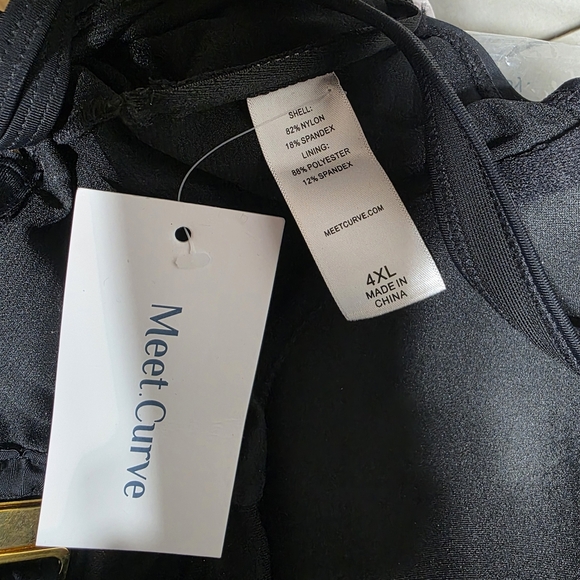 SHELL:
82% NYLON
18% SPANDEX
LINING:
88% POLYESTER
12% SPANDEX
MEETCURVE.COM
4XL
MADE IN
CHINA
Meet.Curve